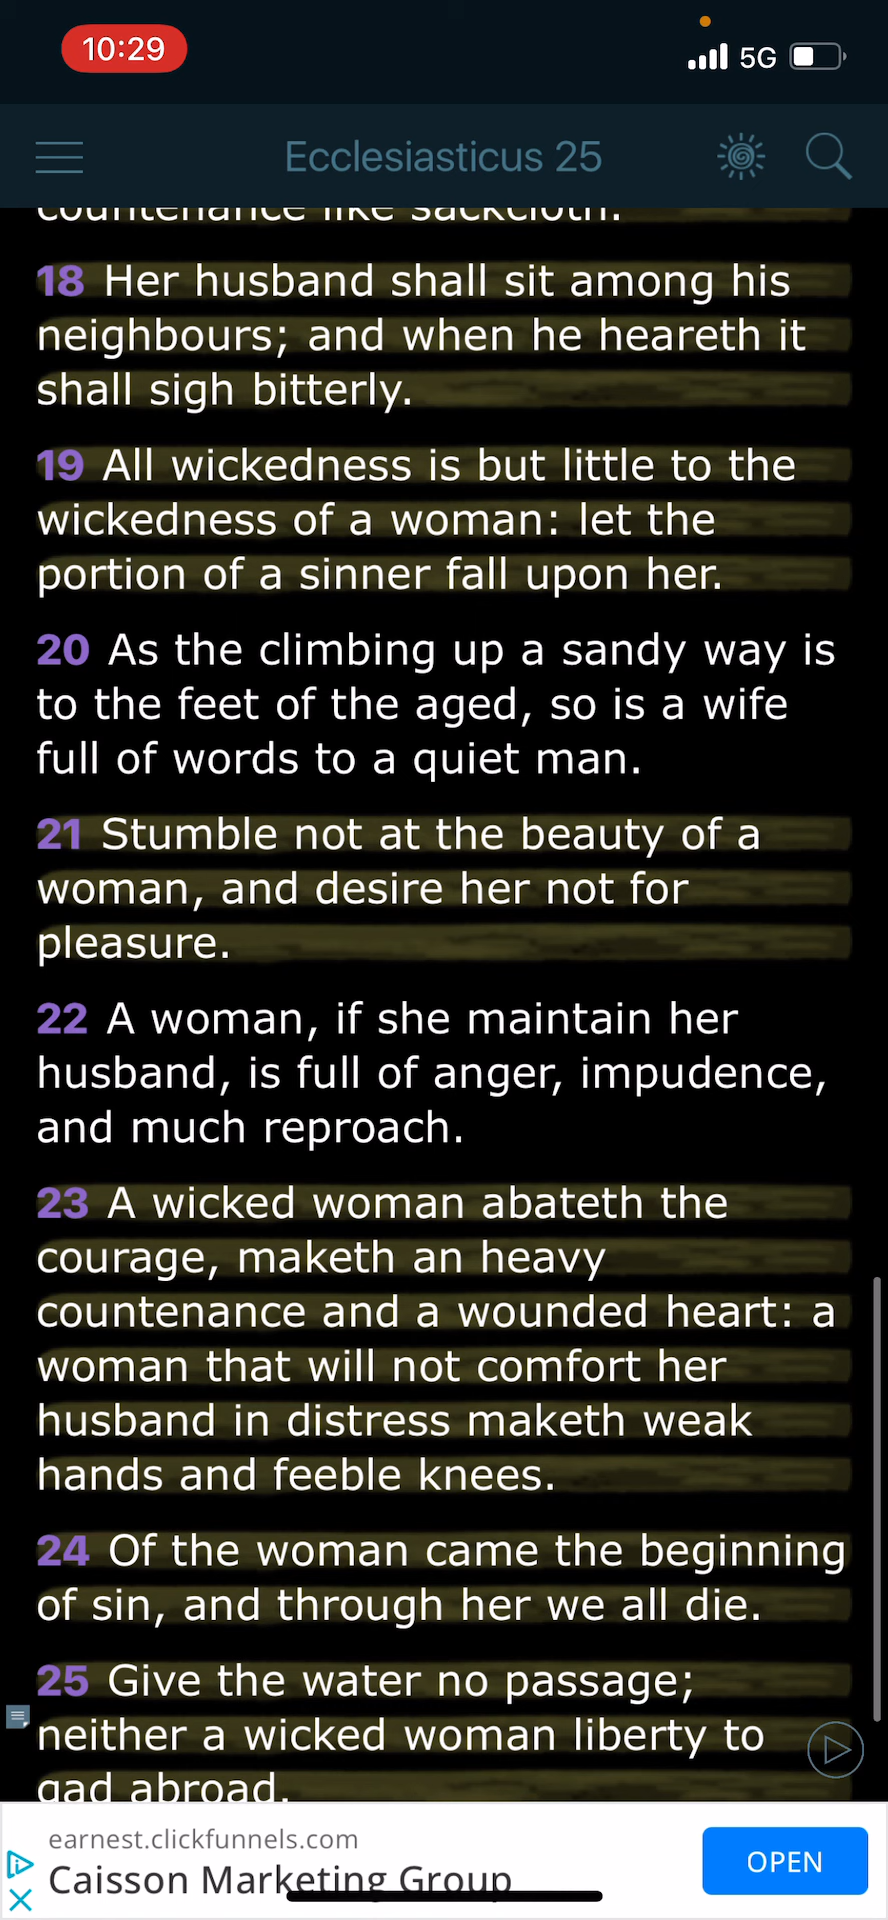 10:29
5G
Ecclesiasticus 25
countenance like sackcloth.
18 Her husband shall sit among his
neighbours; and when he heareth it
shall sigh bitterly.
19 All wickedness is but little to the
wickedness of a woman: let the
portion of a sinner fall upon her.
20 As the climbing up a sandy way is
to the feet of the aged, so is a wife
full of words to a quiet man.
21 Stumble not at the beauty of a
woman, and desire her not for
pleasure.
22 A woman, if she maintain her
husband, is full of anger, impudence,
and much reproach.
23 A wicked woman abateth the
courage, maketh an heavy
countenance and a wounded heart: a
woman that will not comfort her
husband in distress maketh weak
hands and feeble knees.
24 Of the woman came the beginning
of sin, and through her we all die.
25 Give the water no passage;
neither a wicked woman liberty to
gad abroad.
earnest.clickfunnels.com
Caisson Marketing Group
OPEN